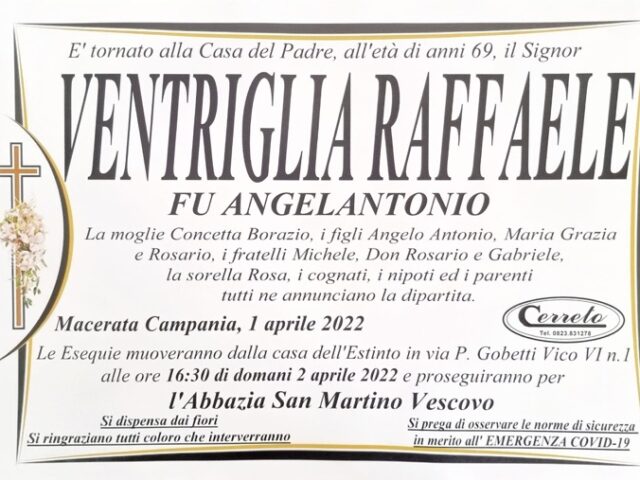 E' tornato alla Casa del Padre, all'età di anni 69, il Signor
VENTRIGLIA RAFFAELE
FU ANGELANTONIO
La moglie Concetta Borazio, i figli Angelo Antonio, Maria Grazia
e Rosario, i fratelli Michele, Don Rosario e Gabriele,
la sorella Rosa, i cognati, i nipoti ed i parenti
tutti ne annunciano la dipartita.
Cerreto
Tel. 0823.831278
Macerata Campania, 1 aprile 2022
Le Esequie muoveranno dalla casa dell'Estinto in via P. Gobetti Vico VI n.1
alle ore 16:30 di domani 2 aprile 2022 e proseguiranno per
l'Abbazia San Martino Vescovo
Si dispensa dai fiori
Si ringraziano tutti coloro che interverranno
Si prega di osservare le norme di sicurezza
in merito all' EMERGENZA COVID-19